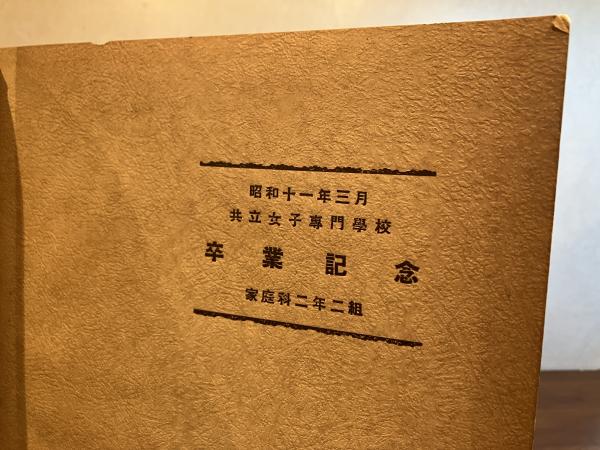 昭和十一年三月
共立女子專門學校
卒業記念
家庭科二年二組